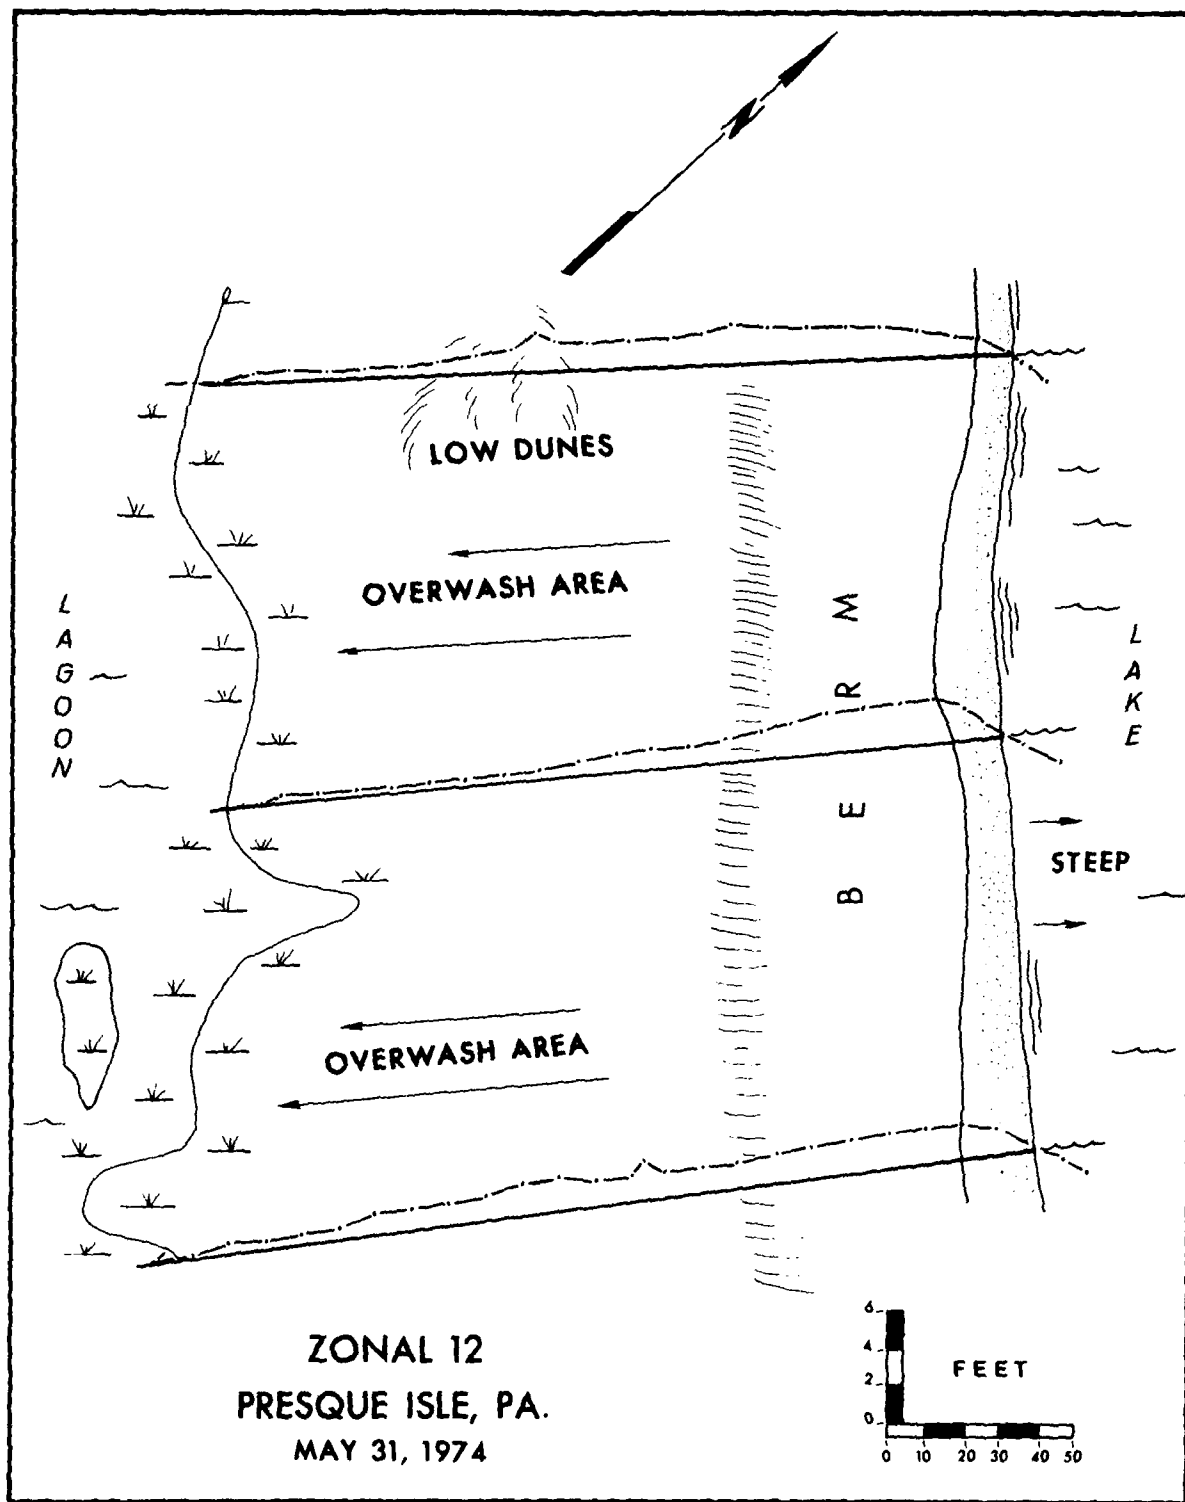 N
LOW DUNES
OVERWASH AREA
LAGOON
BERM
LAKE
STEEP
OVERWASH AREA
ZONAL 12
PRESQUE ISLE, PA.
MAY 31, 1974
6
4
2
0
FEET
0 10 20 30 40 50